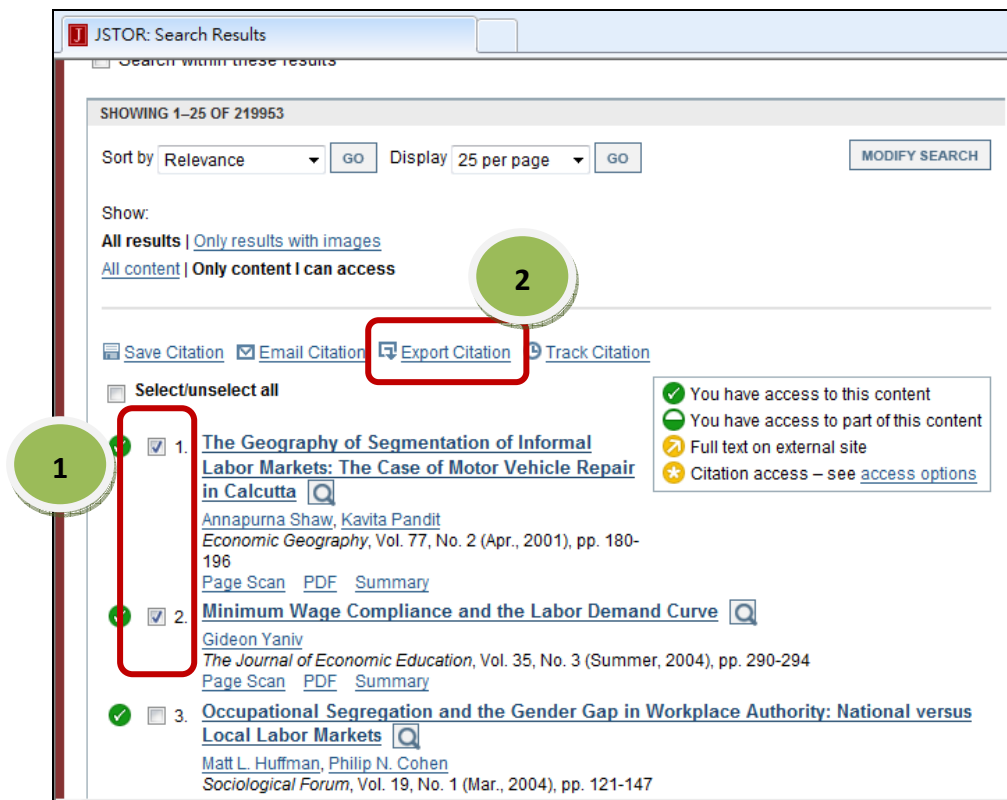 JSTOR: Search Results
Search within these results
SHOWING 1–25 OF 219953
Sort by Relevance GO Display 25 per page GO MODIFY SEARCH
Show:
All results | Only results with images
All content | Only content I can access
2
Save Citation Email Citation Export Citation Track Citation
Select/unselect all
You have access to this content
You have access to part of this content
Full text on external site
Citation access – see access options
1
1. The Geography of Segmentation of Informal
Labor Markets: The Case of Motor Vehicle Repair
in Calcutta
Annapurna Shaw, Kavita Pandit
Economic Geography, Vol. 77, No. 2 (Apr., 2001), pp. 180-
196
Page Scan PDF Summary
2. Minimum Wage Compliance and the Labor Demand Curve
Gideon Yaniv
The Journal of Economic Education, Vol. 35, No. 3 (Summer, 2004), pp. 290-294
Page Scan PDF Summary
3. Occupational Segregation and the Gender Gap in Workplace Authority: National versus
Local Labor Markets
Matt L. Huffman, Philip N. Cohen
Sociological Forum, Vol. 19, No. 1 (Mar., 2004), pp. 121-147